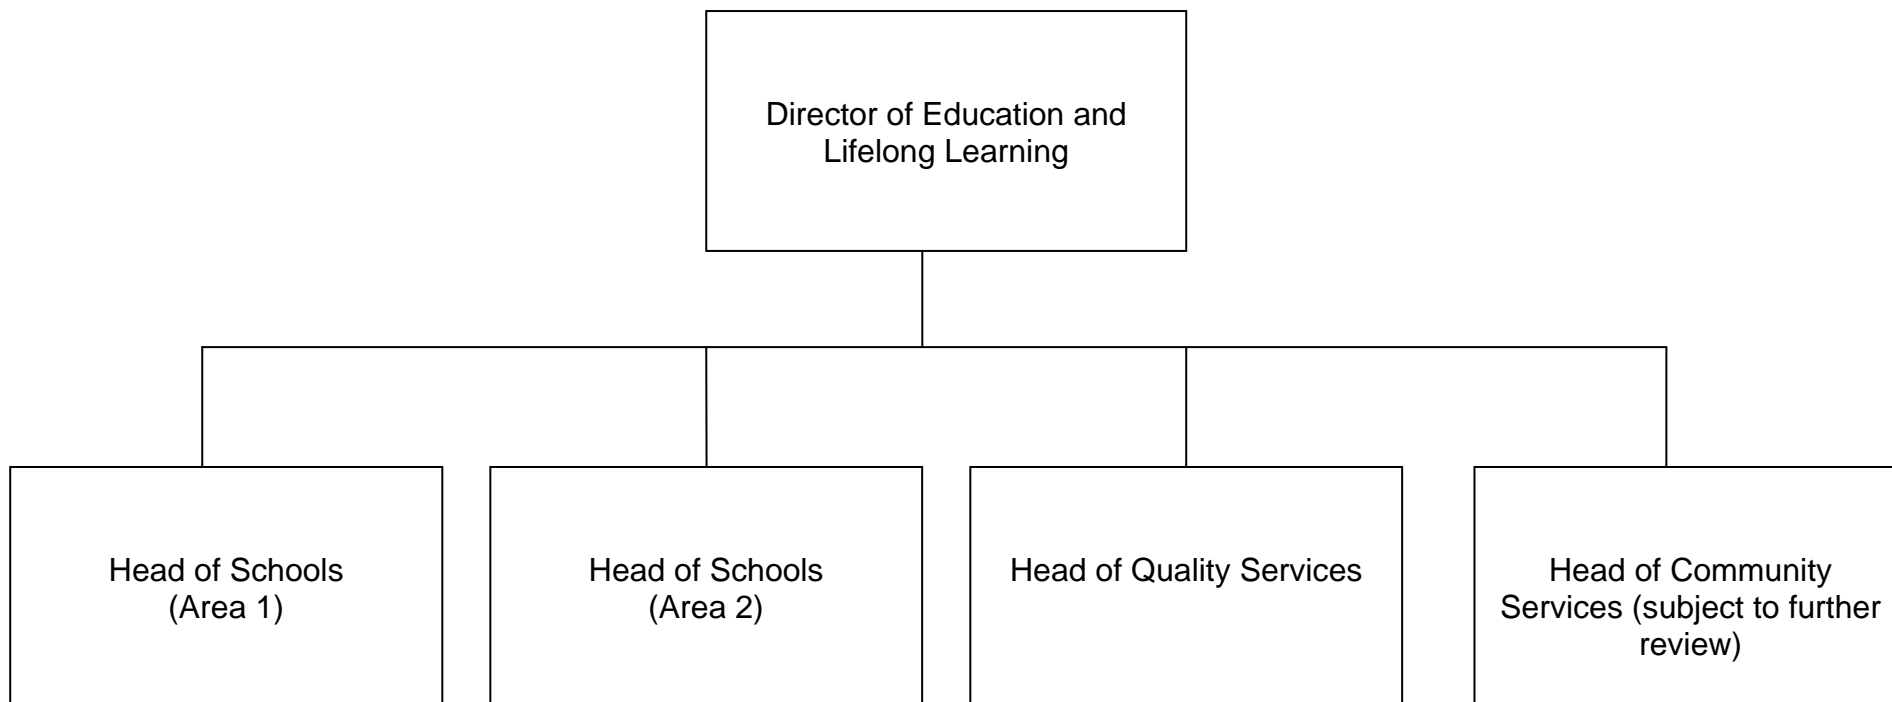 Director of Education and
Lifelong Learning
Head of Schools
(Area 1)
Head of Schools
(Area 2)
Head of Quality Services
Head of Community
Services (subject to further
review)